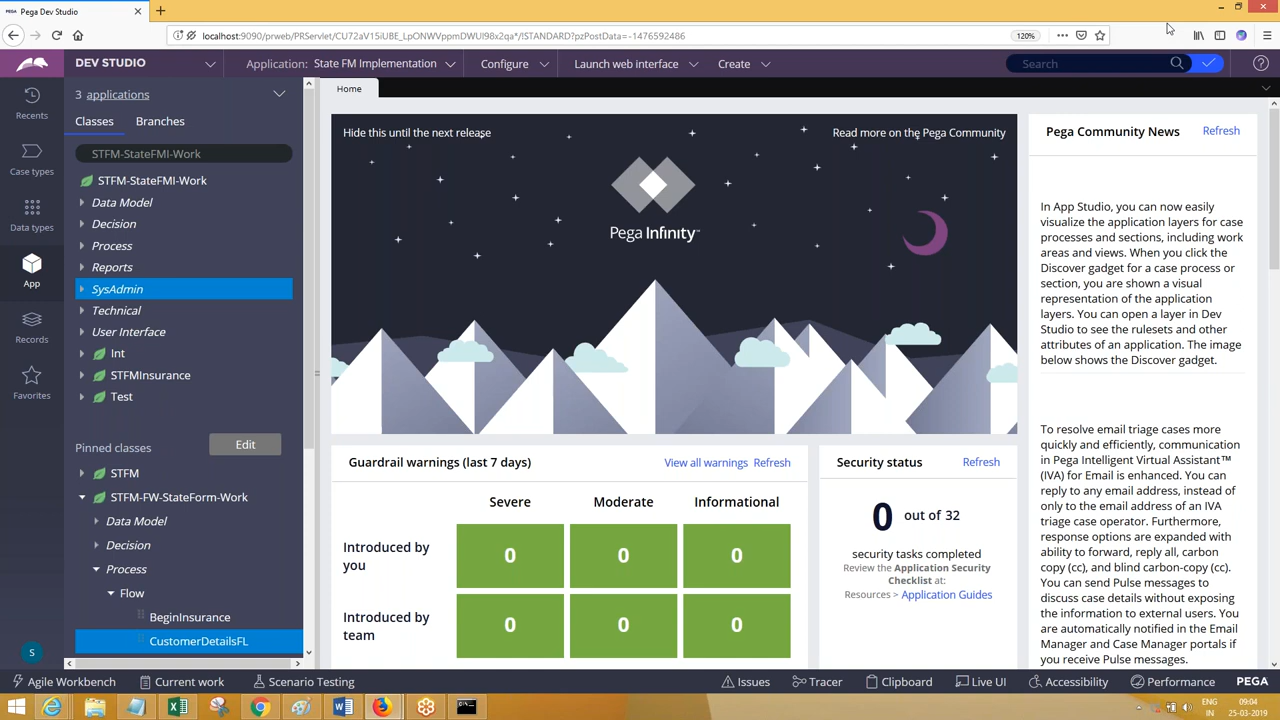 PEGA Pega Dev Studio
localhost:9090/prweb/PRServlet/CU72aV15iUBE_LpONWVppmDWUl98x2qa*/!STANDARD?pzPostData=-1476592486
120%
DEV STUDIO
Application: State FM Implementation
Configure
Launch web interface
Create
Search
3 applications
Home
Recents
Case types
Data types
App
Records
Favorites
S
Classes
Branches
STFM-StateFMI-Work
STFM-StateFMI-Work
Data Model
Decision
Process
Reports
SysAdmin
Technical
User Interface
Int
STFMInsurance
Test
Pinned classes
Edit
STFM
STFM-FW-StateForm-Work
Data Model
Decision
Process
Flow
BeginInsurance
CustomerDetailsFL
Hide this until the next release
Read more on the Pega Community
Pega Infinity™
Guardrail warnings (last 7 days)
View all warnings
Refresh
Severe
Moderate
Informational
Introduced by
you
0
0
0
Introduced by
team
0
0
0
Security status
Refresh
0 out of 32
security tasks completed
Review the Application Security
Checklist at:
Resources > Application Guides
Pega Community News
Refresh
In App Studio, you can now easily
visualize the application layers for case
processes and sections, including work
areas and views. When you click the
Discover gadget for a case process or
section, you are shown a visual
representation of the application
layers. You can open a layer in Dev
Studio to see the rulesets and other
attributes of an application. The image
below shows the Discover gadget.
To resolve email triage cases more
quickly and efficiently, communication
in Pega Intelligent Virtual Assistant™
(IVA) for Email is enhanced. You can
reply to any email address, instead of
only to the email address of an IVA
triage case operator. Furthermore,
response options are expanded with
ability to forward, reply all, carbon
copy (cc), and blind carbon-copy (cc).
You can send Pulse messages to
discuss case details without exposing
the information to external users. You
are automatically notified in the Email
Manager and Case Manager portals if
you receive Pulse messages.
Agile Workbench
Current work
Scenario Testing
Issues
Tracer
Clipboard
Live UI
Accessibility
Performance
PEGA
ENG
IN
09:04
25-03-2019